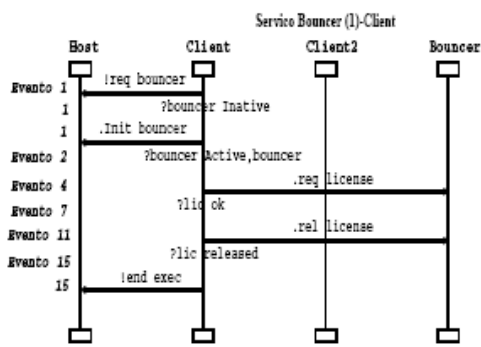 Servico Bouncer (1)-Client
Host Client Client2 Bouncer
Evento 1 !req bouncer
1 ?bouncer Inative
1 .Init bouncer
Evento 2 ?bouncer Active,bouncer
Evento 4 .req license
Evento 7 ?lic ok
Evento 11 .rel license
Evento 15 ?lic released
15 !end exec